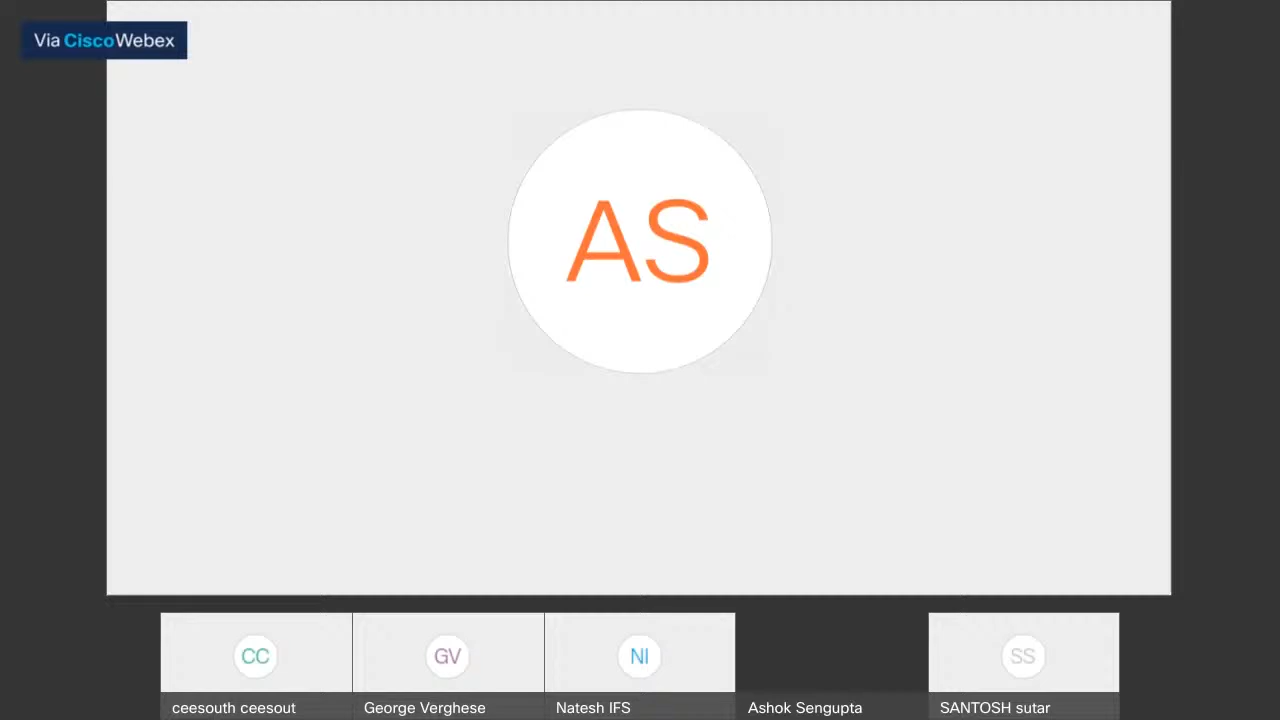 Via CiscoWebex
AS
CC
GV
NI
SS
ceesouth ceesout
George Verghese
Natesh IFS
Ashok Sengupta
SANTOSH sutar